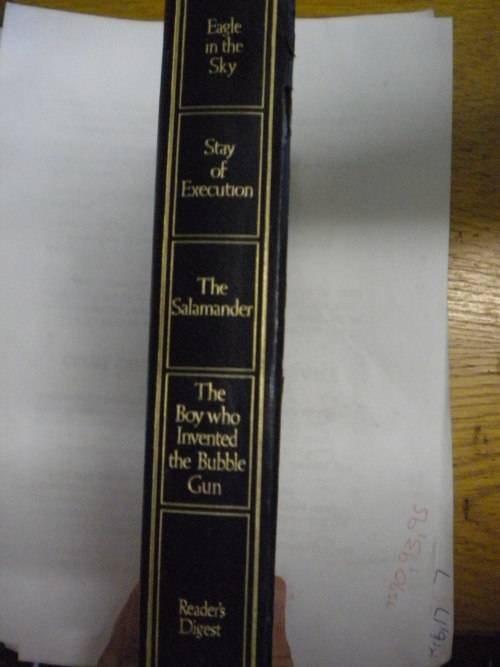 Eagle
in the
Sky
Stay
of
Execution
The
Salamander
The
Boy who
Invented
the Bubble
Gun
Reader's
Digest